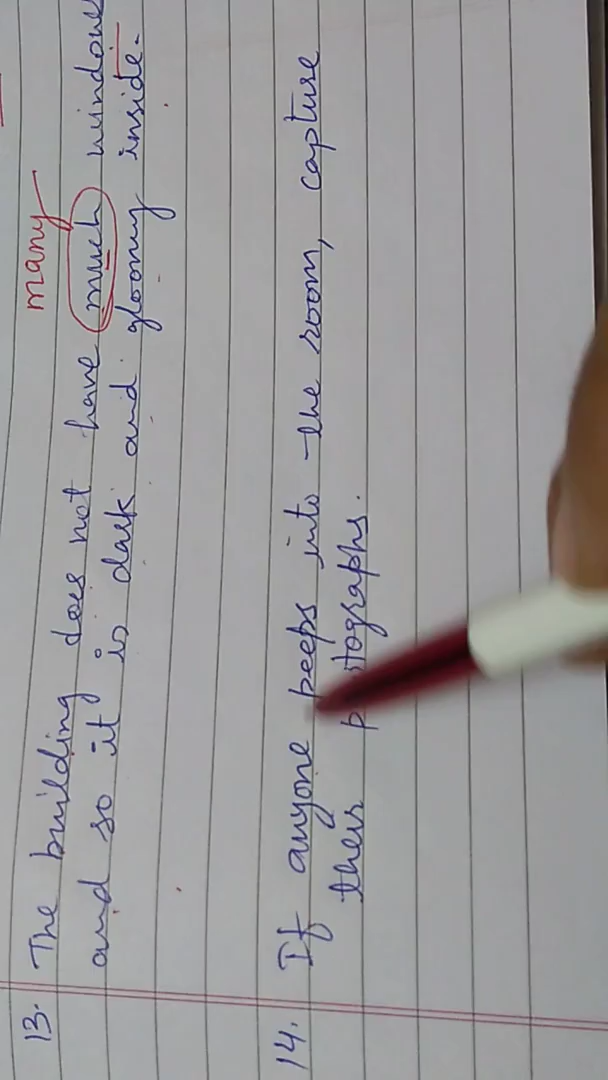 many
13. The building does not have much window
and so it is dark and gloomy inside.
14. If anyone peeps into the room, capture
their photographs.